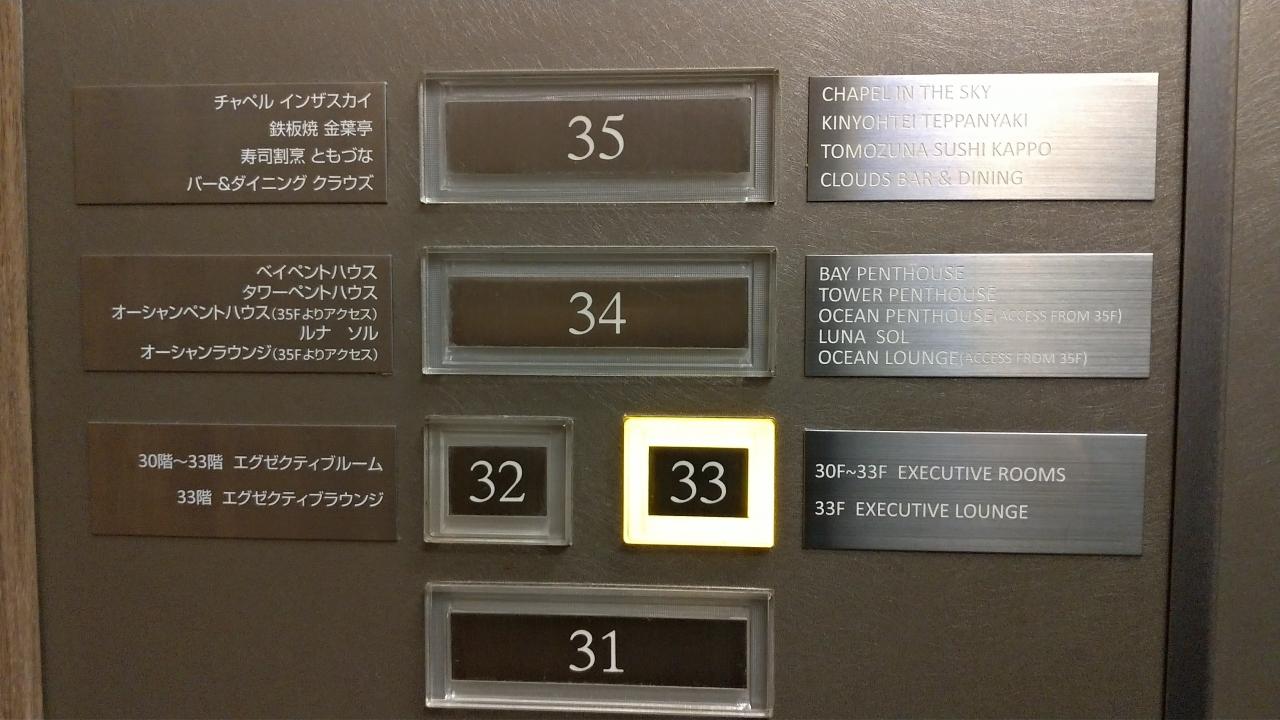 チャペル インザスカイ
鉄板焼 金葉亭
寿司割烹 ともづな
バー&ダイニング クラウズ
35
CHAPEL IN THE SKY
KINYOHTEI TEPPANYAKI
TOMOZUNA SUSHI KAPPO
CLOUDS BAR & DINING
ベイペントハウス
タワーペントハウス
オーシャンペントハウス(35Fよりアクセス)
ルナ ソル
オーシャンラウンジ(35Fよりアクセス)
34
BAY PENTHOUSE
TOWER PENTHOUSE
OCEAN PENTHOUSE(ACCESS FROM 35F)
LUNA SOL
OCEAN LOUNGE(ACCESS FROM 35F)
30階～33階 エグゼクティブルーム
33階 エグゼクティブラウンジ
32
33
30F~33F EXECUTIVE ROOMS
33F EXECUTIVE LOUNGE
31